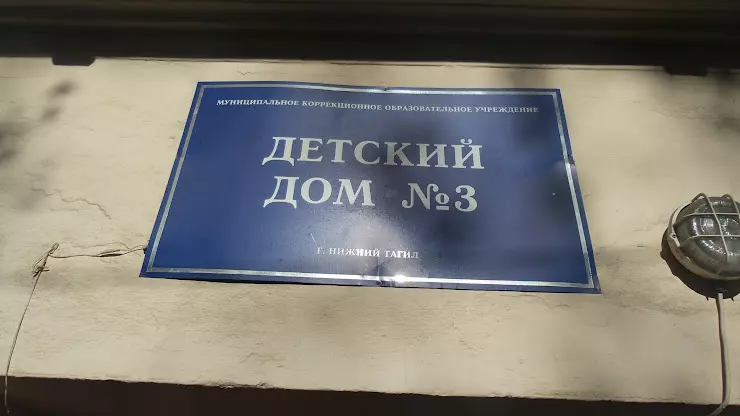 МУНИЦИПАЛЬНОЕ КОРРЕКЦИОННОЕ ОБРАЗОВАТЕЛЬНОЕ УЧРЕЖДЕНИЕ
ДЕТСКИЙ
ДОМ №3
Г. НИЖНИЙ ТАГИЛ